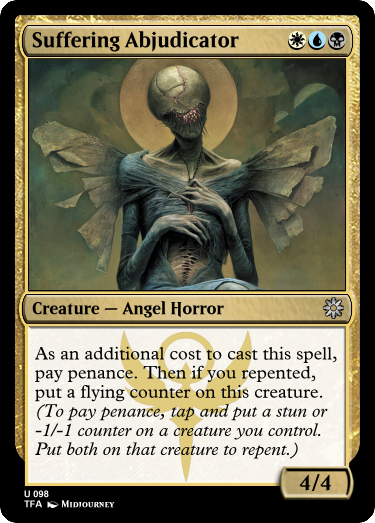 Suffering Abjudicator
Creature — Angel Horror
As an additional cost to cast this spell,
pay penance. Then if you repented,
put a flying counter on this creature.
(To pay penance, tap and put a stun or
-1/-1 counter on a creature you control.
Put both on that creature to repent.)
4/4
U 098
TFA Midjourney